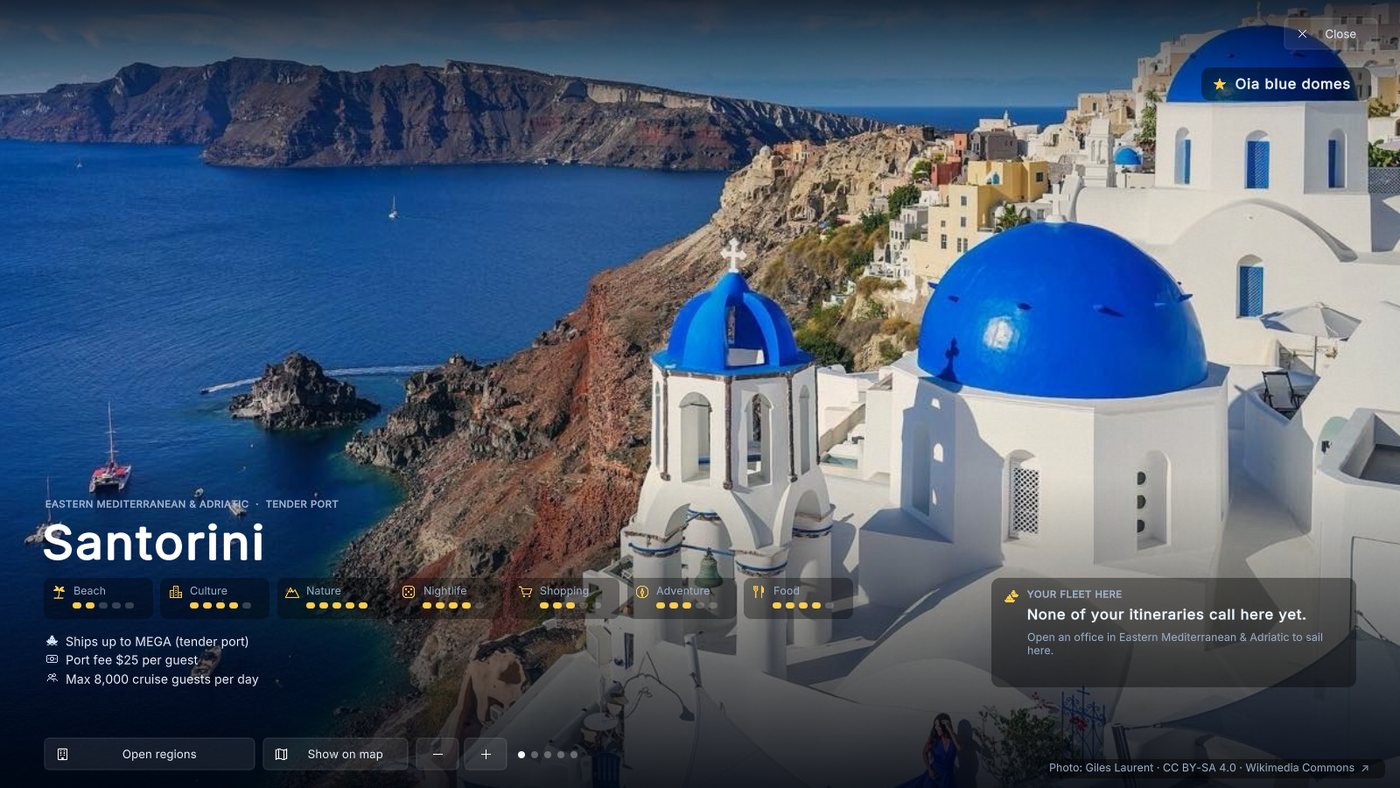 Close
Oia blue domes
EASTERN MEDITERRANEAN & ADRIATIC · TENDER PORT
Santorini
Beach
Culture
Nature
Nightlife
Shopping
Adventure
Food
Ships up to MEGA (tender port)
Port fee $25 per guest
Max 8,000 cruise guests per day
YOUR FLEET HERE
None of your itineraries call here yet.
Open an office in Eastern Mediterranean & Adriatic to sail
here.
Open regions
Show on map
Photo: Giles Laurent · CC BY-SA 4.0 · Wikimedia Commons